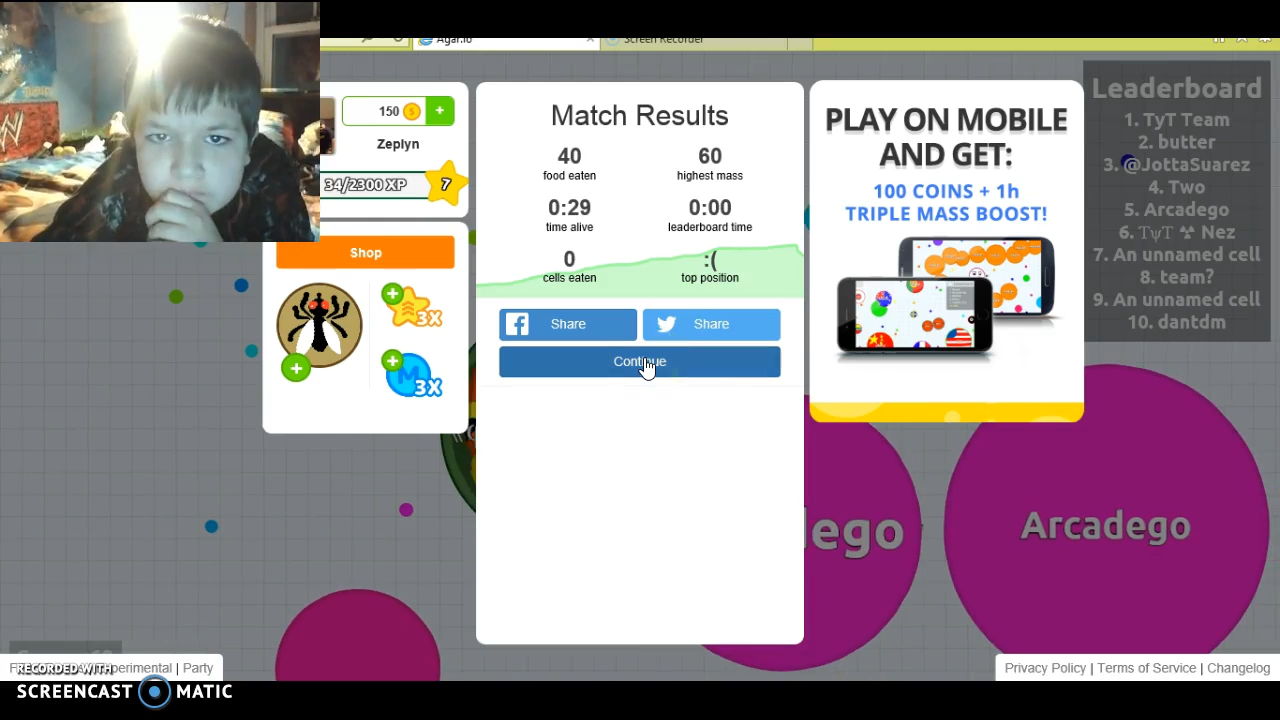 Agar.io
Screen Recorder
150
Zeplyn
34/2300 XP
7
Shop
3X
M
3X
Match Results
40
food eaten
60
highest mass
0:29
time alive
0:00
leaderboard time
0
cells eaten
:(
top position
Share
Share
Continue
PLAY ON MOBILE
AND GET:
100 COINS + 1h
TRIPLE MASS BOOST!
Leaderboard
1. TyT Team
2. butter
3. @JottaSuarez
4. Two
5. Arcadego
6. TψT ☢ Nez
7. An unnamed cell
8. team?
9. An unnamed cell
10. dantdm
ego
Arcadego
| Party
Privacy Policy | Terms of Service | Changelog
RECORDED WITH
SCREENCAST MATIC